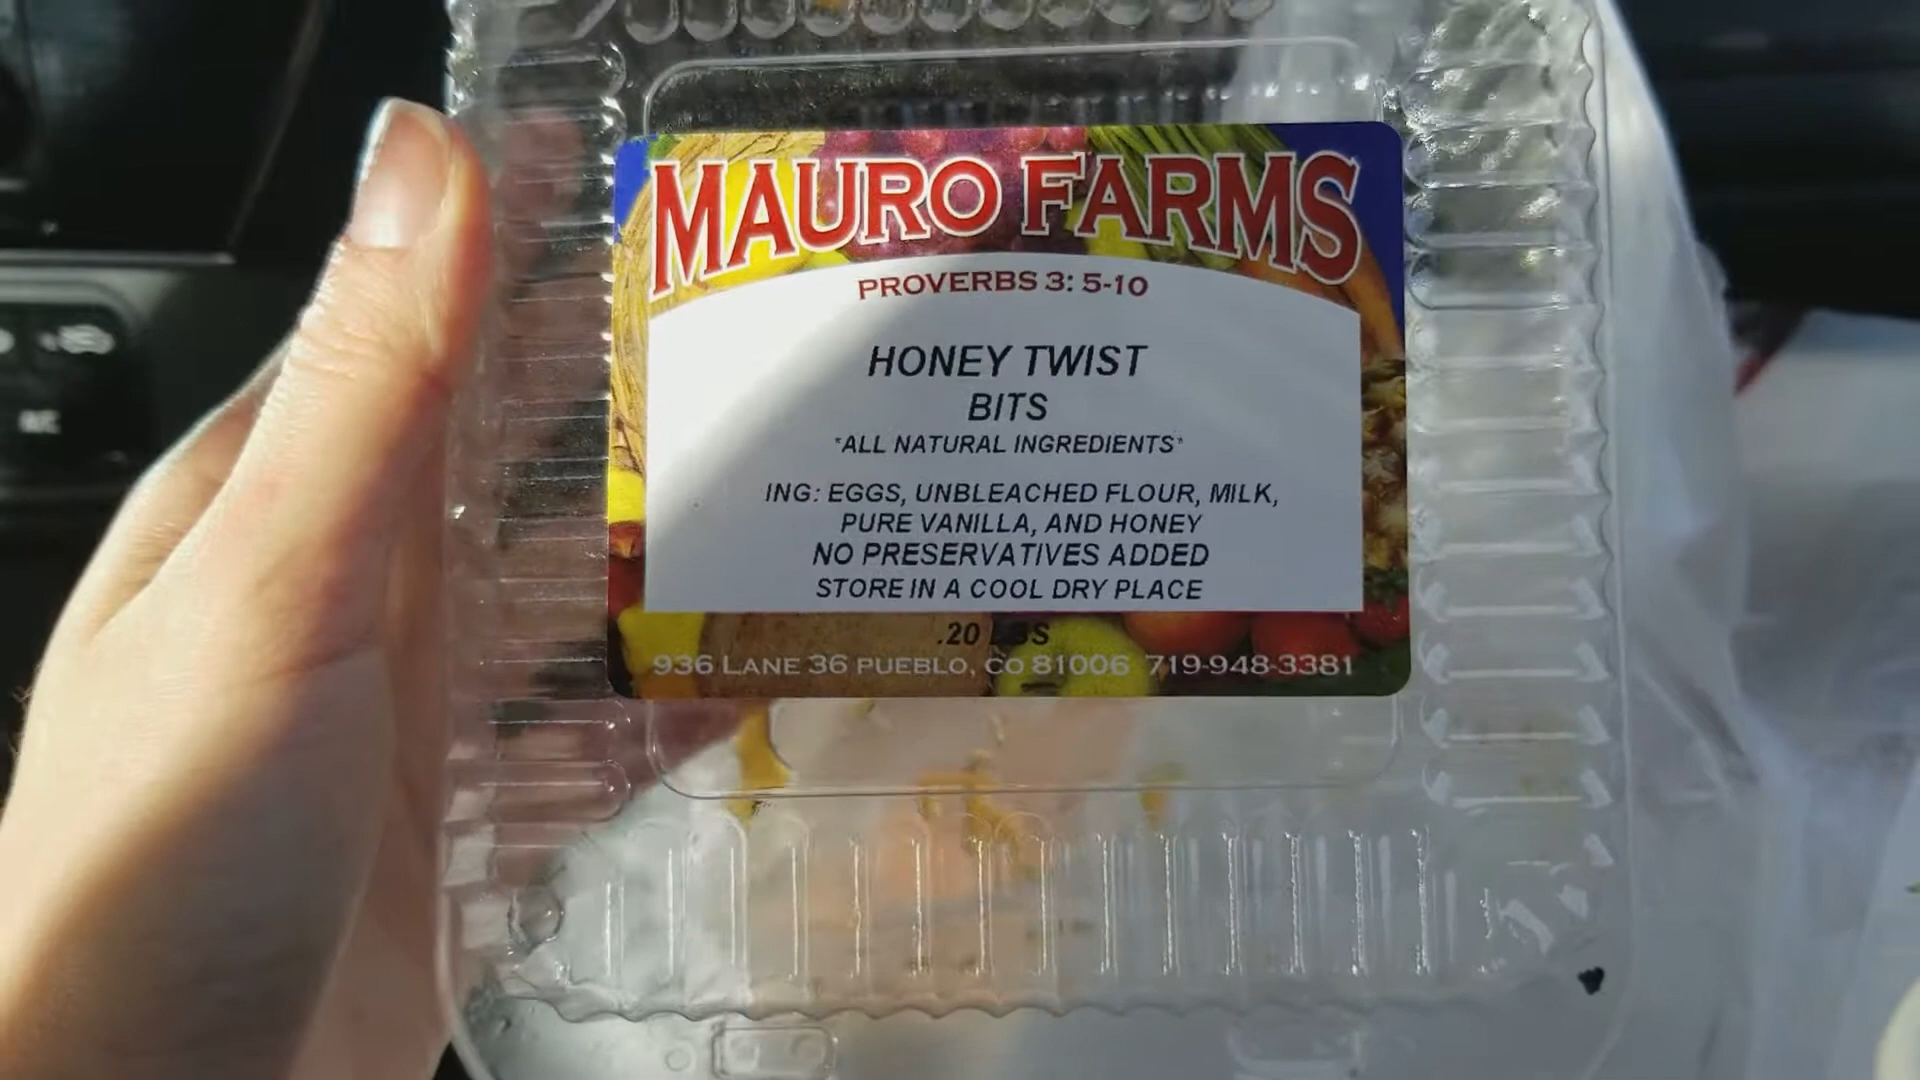 MAURO FARMS
PROVERBS 3: 5-10
HONEY TWIST
BITS
*ALL NATURAL INGREDIENTS*
ING: EGGS, UNBLEACHED FLOUR, MILK,
PURE VANILLA, AND HONEY
NO PRESERVATIVES ADDED
STORE IN A COOL DRY PLACE
.20 LBS
936 LANE 36 PUEBLO, CO 81006 719-948-3381